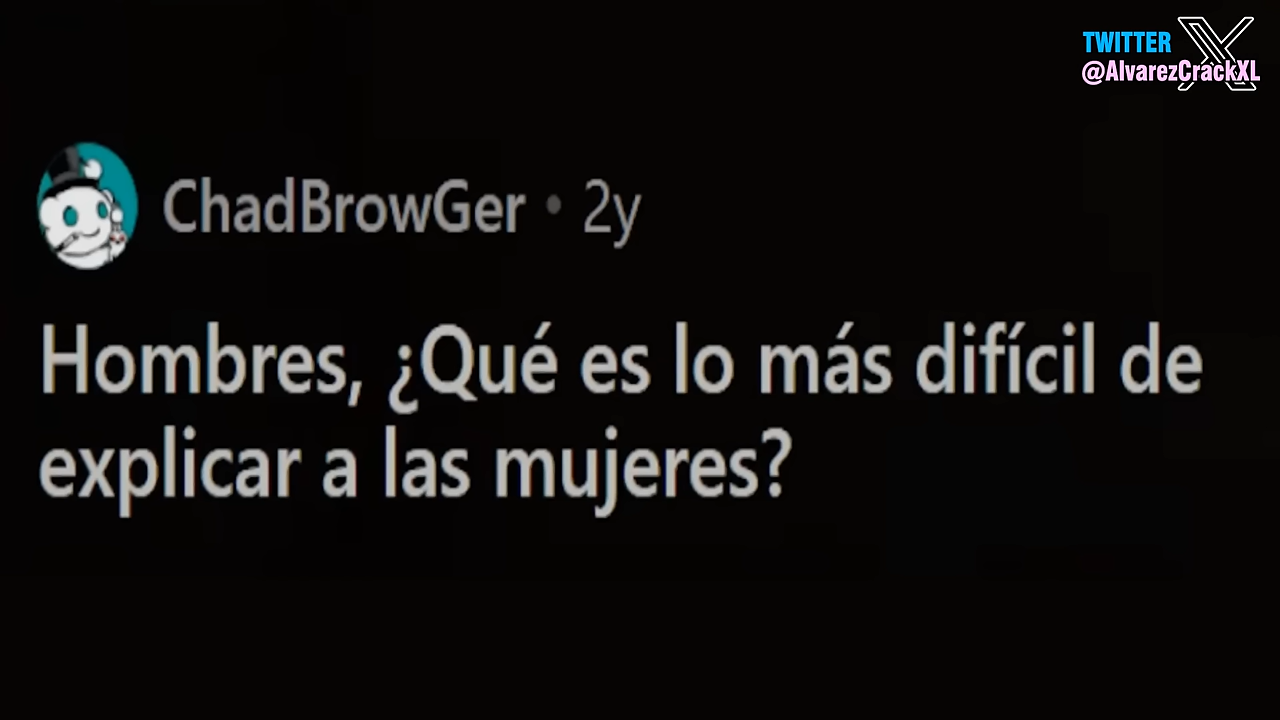 TWITTER
@AlvarezCrackXL
ChadBrowGer • 2y
Hombres, ¿Qué es lo más difícil de
explicar a las mujeres?